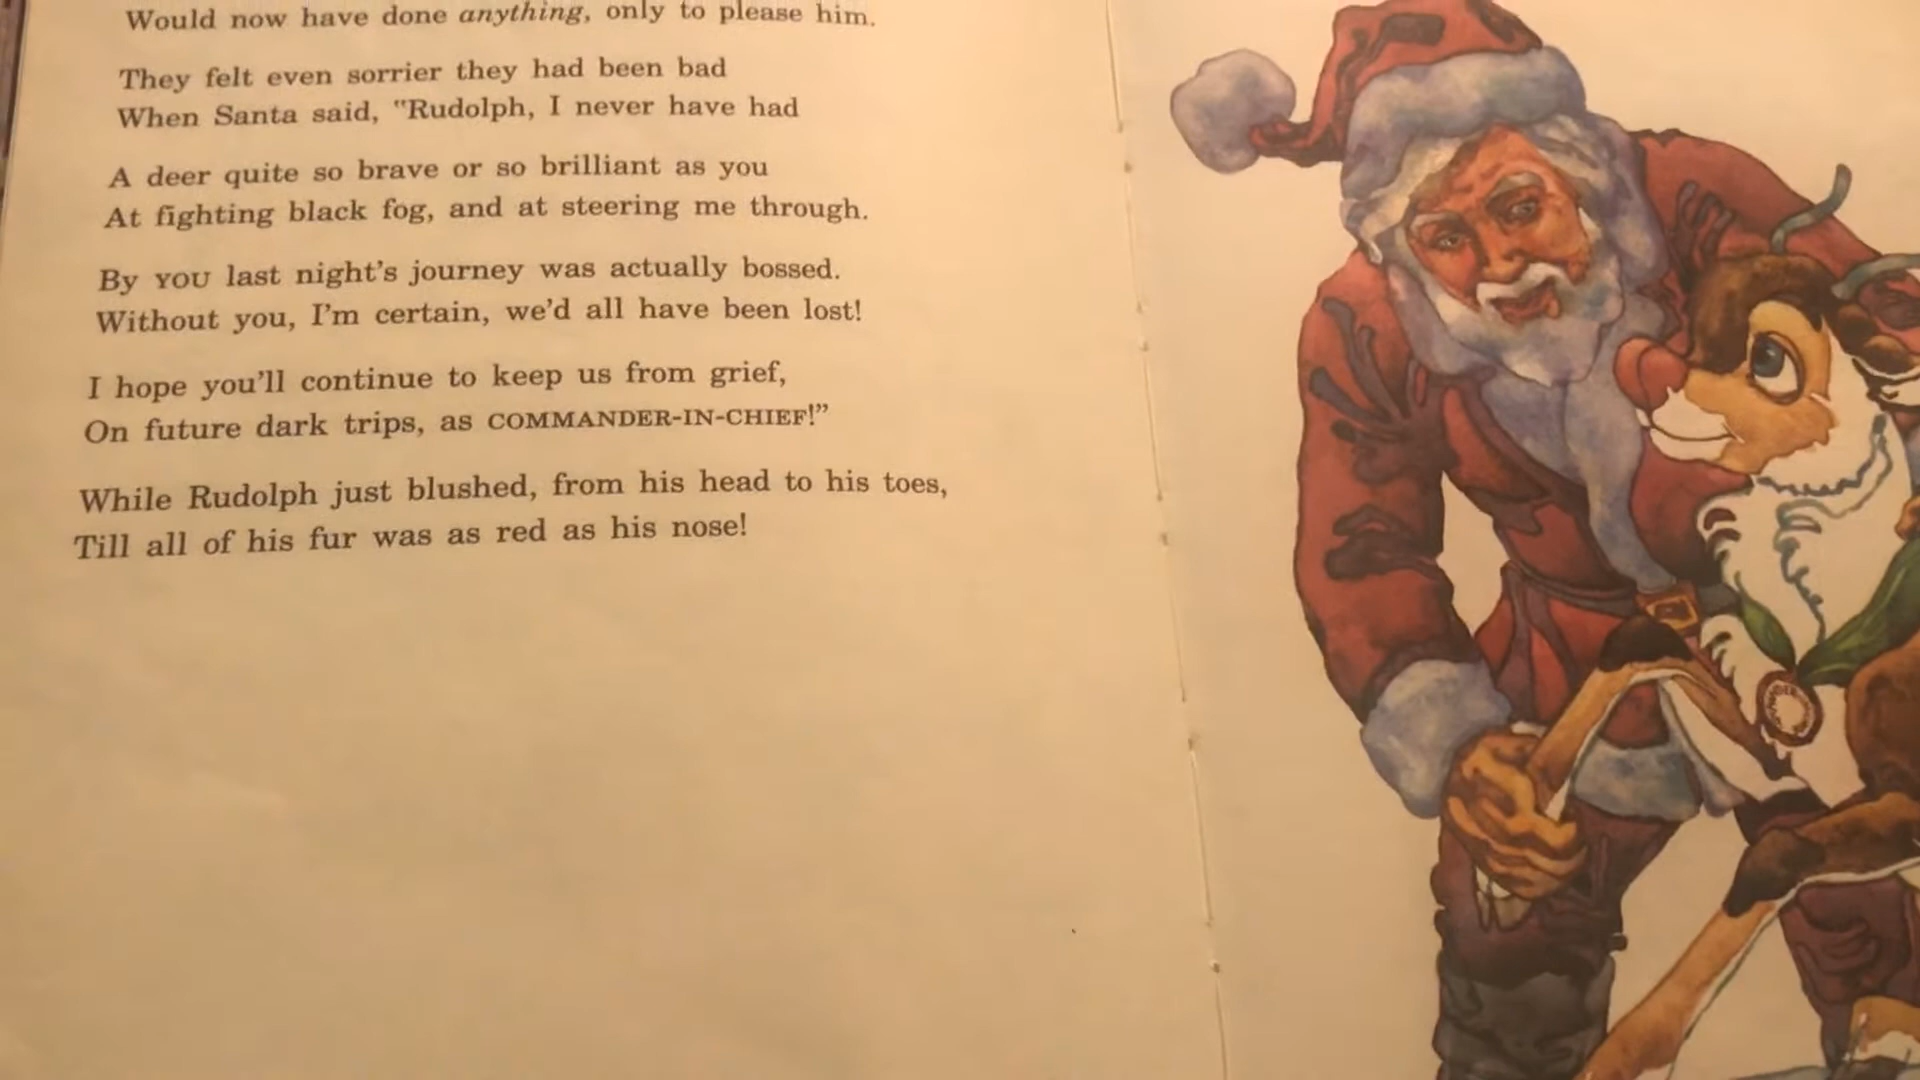 Would now have done anything, only to please him.
They felt even sorrier they had been bad
When Santa said, "Rudolph, I never have had
A deer quite so brave or so brilliant as you
At fighting black fog, and at steering me through.
By YOU last night's journey was actually bossed.
Without you, I'm certain, we'd all have been lost!
I hope you'll continue to keep us from grief,
On future dark trips, as COMMANDER-IN-CHIEF!”
While Rudolph just blushed, from his head to his toes,
Till all of his fur was as red as his nose!